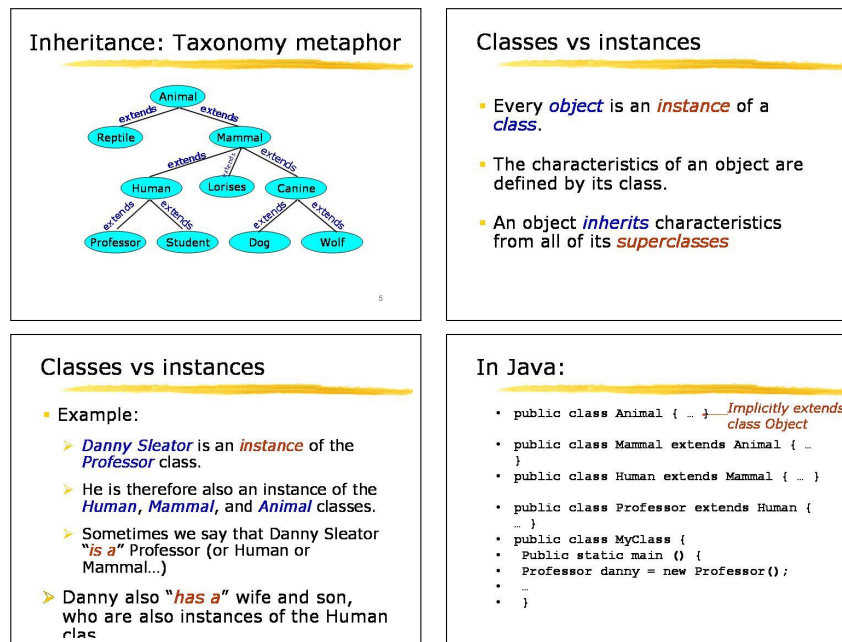 Inheritance: Taxonomy metaphor
Animal
extends
extends
Reptile
Mammal
extends
extends
extends
Human
Lorises
Canine
extends
extends
extends
extends
Professor
Student
Dog
Wolf
5
Classes vs instances
Every object is an instance of a
class.
The characteristics of an object are
defined by its class.
An object inherits characteristics
from all of its superclasses
Classes vs instances
Example:
Danny Sleator is an instance of the
Professor class.
He is therefore also an instance of the
Human, Mammal, and Animal classes.
Sometimes we say that Danny Sleator
“is a” Professor (or Human or
Mammal…)
Danny also “has a” wife and son,
who are also instances of the Human
clas
In Java:
• public class Animal { … }
Implicitly extends
class Object
• public class Mammal extends Animal { …
}
• public class Human extends Mammal { … }
• public class Professor extends Human {
… }
• public class MyClass {
• Public static main () {
• Professor danny = new Professor();
• …
• }